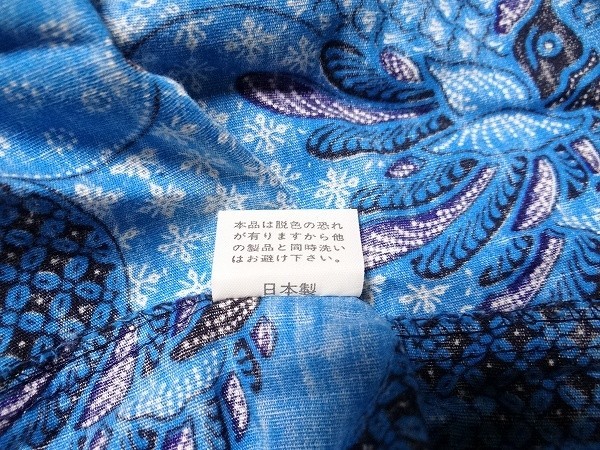 本品は脱色の恐れ
が有りますから他
の製品と同時洗い
はお避け下さい。
日本製